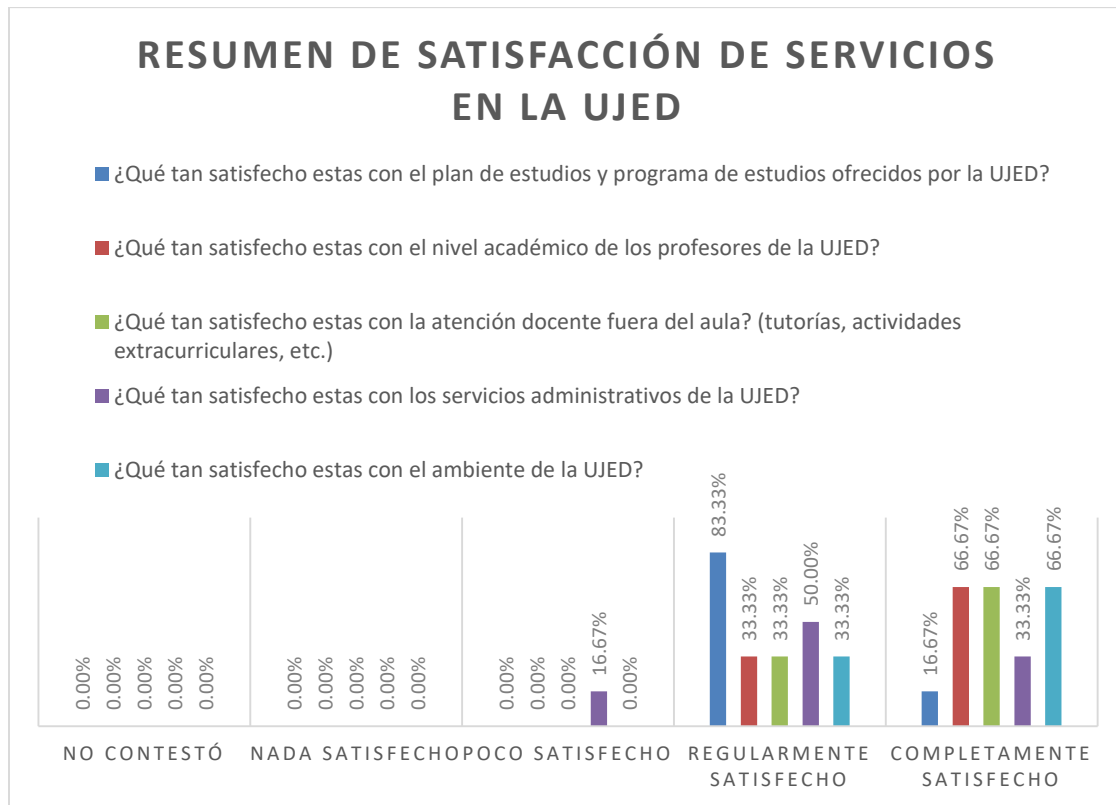 RESUMEN DE SATISFACCIÓN DE SERVICIOS
EN LA UJED
¿Qué tan satisfecho estas con el plan de estudios y programa de estudios ofrecidos por la UJED?
¿Qué tan satisfecho estas con el nivel académico de los profesores de la UJED?
¿Qué tan satisfecho estas con la atención docente fuera del aula? (tutorías, actividades
extracurriculares, etc.)
¿Qué tan satisfecho estas con los servicios administrativos de la UJED?
¿Qué tan satisfecho estas con el ambiente de la UJED?
0.00%
0.00%
0.00%
0.00%
0.00%
0.00%
0.00%
0.00%
0.00%
0.00%
0.00%
0.00%
0.00%
16.67%
0.00%
83.33%
33.33%
33.33%
50.00%
33.33%
16.67%
66.67%
66.67%
33.33%
66.67%
NO CONTESTÓ
NADA SATISFECHO
POCO SATISFECHO
REGULARMENTE
SATISFECHO
COMPLETAMENTE
SATISFECHO